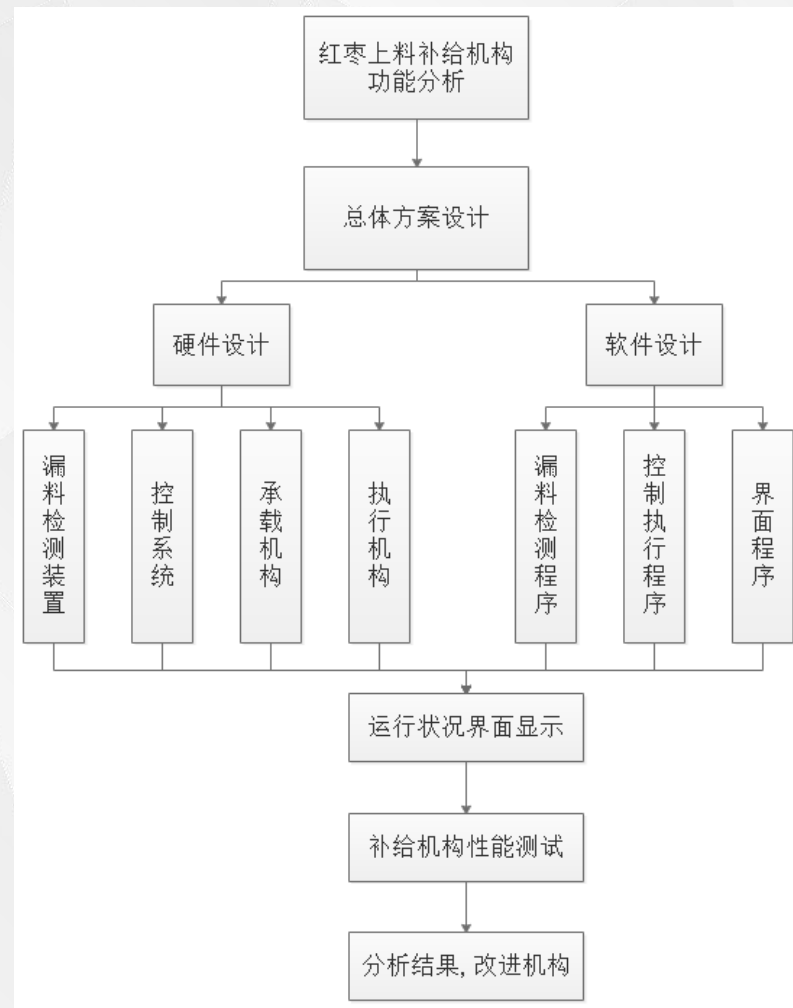 红枣上料补给机构
功能分析
总体方案设计
硬件设计
软件设计
漏料检测装置
控制系统
承载机构
执行机构
漏料检测程序
控制执行程序
界面程序
运行状况界面显示
补给机构性能测试
分析结果,改进机构